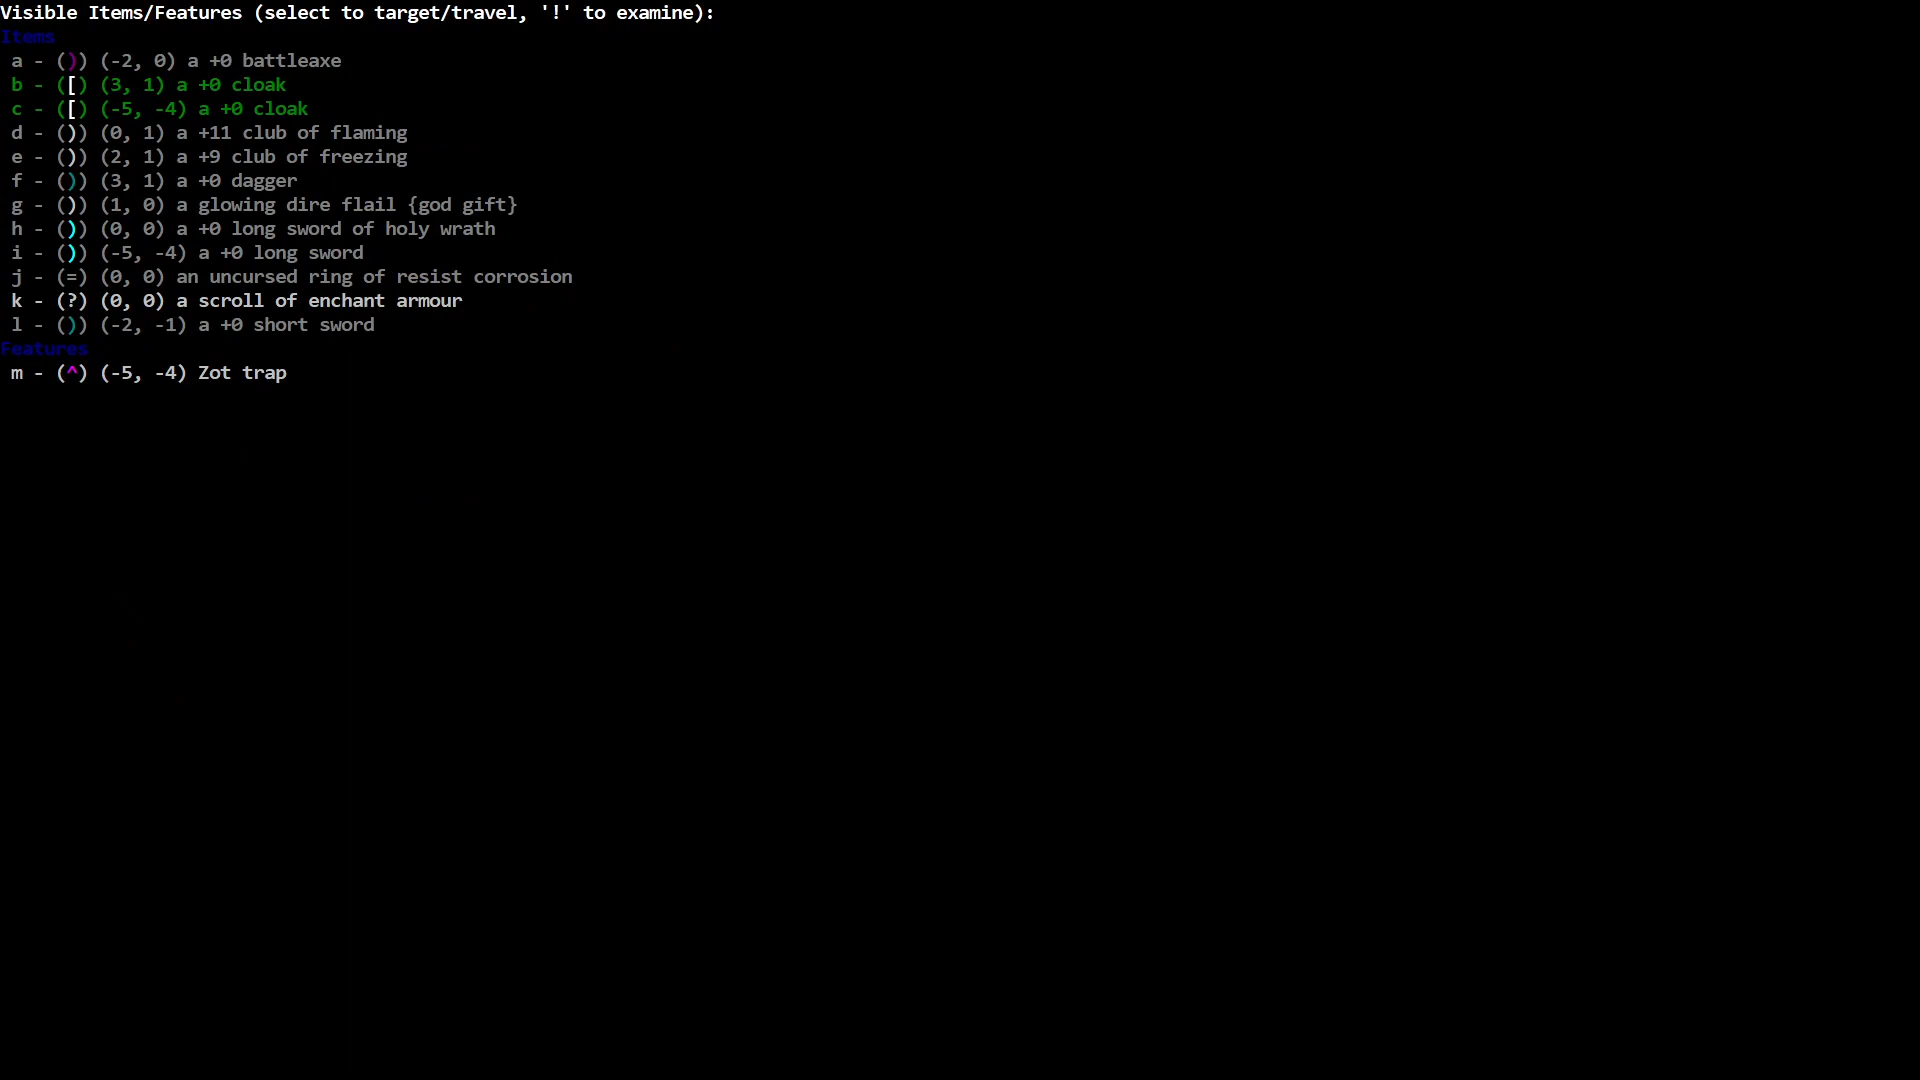 Visible Items/Features (select to target/travel, '!' to examine):
Items
a - ()) (-2, 0) a +0 battleaxe
b - ([) (3, 1) a +0 cloak
c - ([) (-5, -4) a +0 cloak
d - ()) (0, 1) a +11 club of flaming
e - ()) (2, 1) a +9 club of freezing
f - ()) (3, 1) a +0 dagger
g - ()) (1, 0) a glowing dire flail {god gift}
h - ()) (0, 0) a +0 long sword of holy wrath
i - ()) (-5, -4) a +0 long sword
j - (=) (0, 0) an uncursed ring of resist corrosion
k - (?) (0, 0) a scroll of enchant armour
l - ()) (-2, -1) a +0 short sword
Features
m - (^) (-5, -4) Zot trap